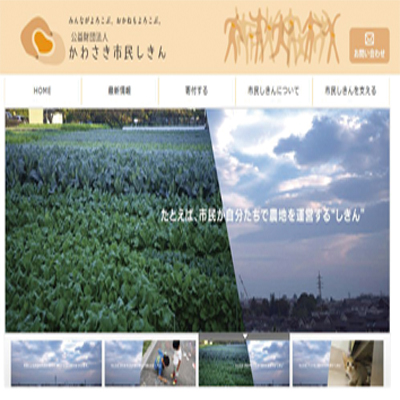 みんながよろこぶ、おかねもよろこぶ。
公益財団法人
かわさき市民しきん
お問い合わせ
HOME
最新情報
寄付する
市民しきんについて
市民しきんを支える
たとえば、市民が自分たちで農地を運営する“しきん”